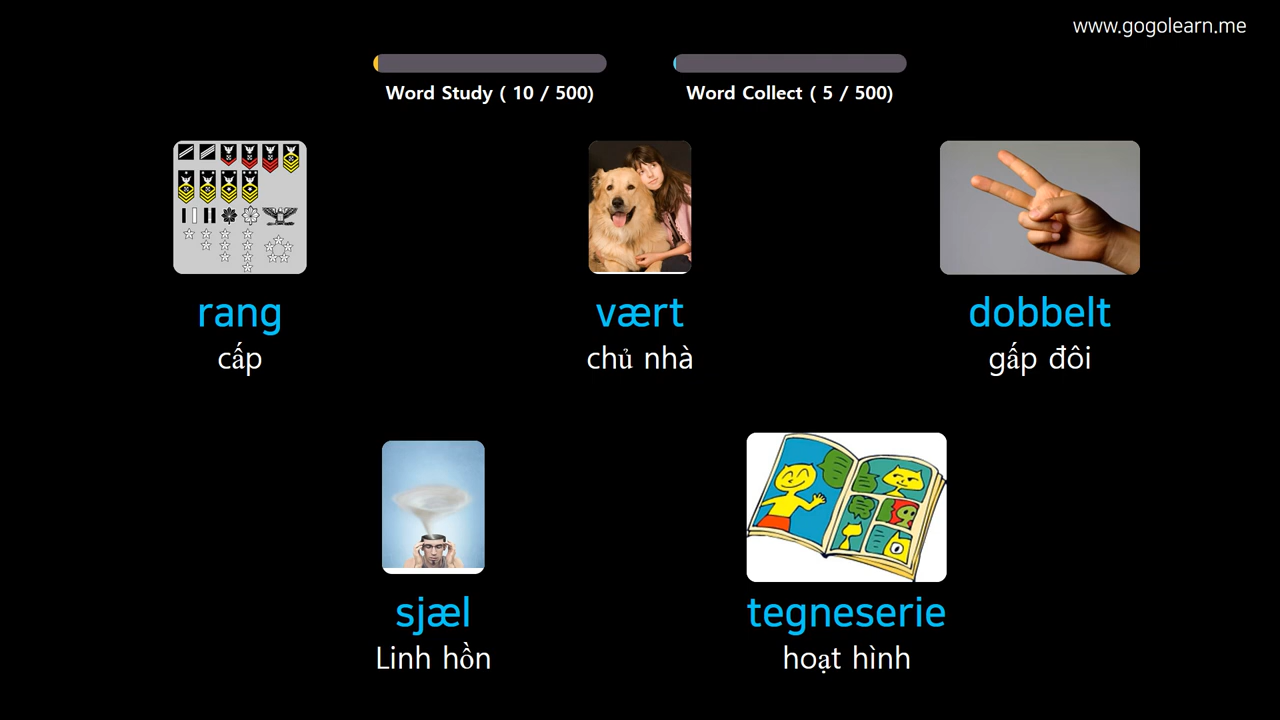 www.gogolearn.me
Word Study ( 10 / 500)
Word Collect ( 5 / 500)
rang
cấp
vært
chủ nhà
dobbelt
gấp đôi
sjæl
Linh hồn
tegneserie
hoạt hình